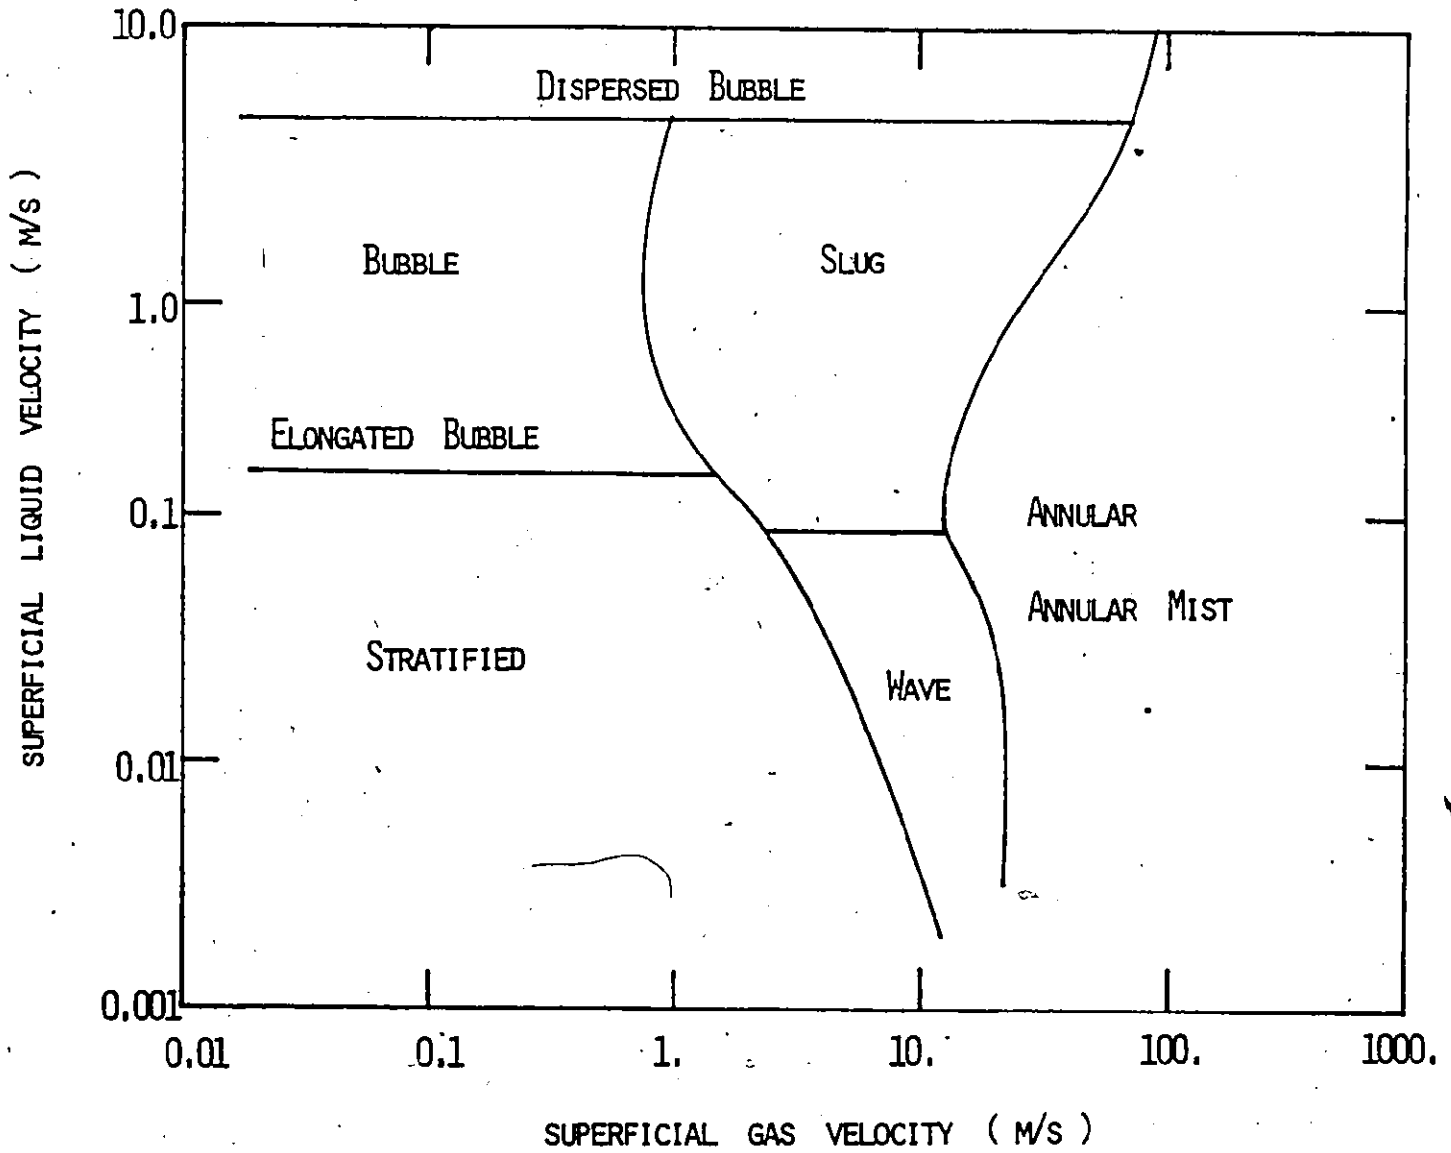 10.0
DISPERSED BUBBLE
BUBBLE
SLUG
1.0
ELONGATED BUBBLE
0.1
ANNULAR
ANNULAR MIST
STRATIFIED
WAVE
0.01
0.001
0.01 0.1 1. 10. 100. 1000.
SUPERFICIAL GAS VELOCITY ( M/S )
SUPERFICIAL LIQUID VELOCITY ( M/S )